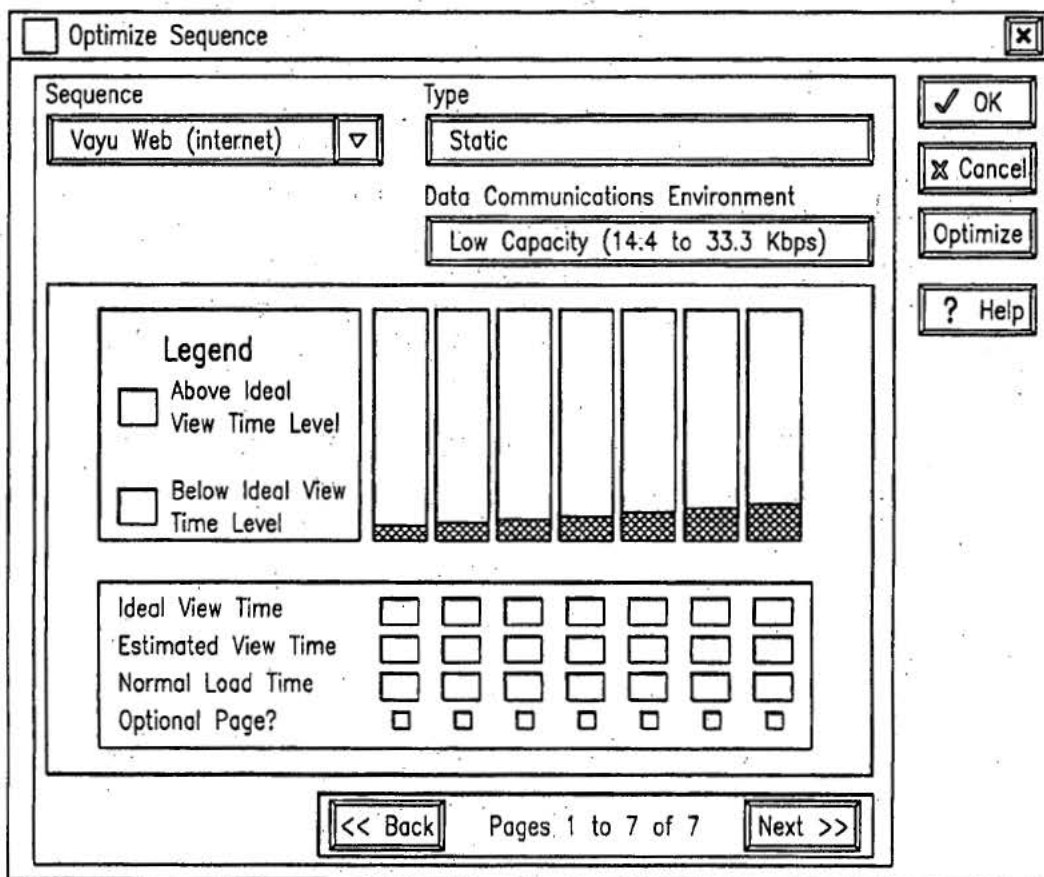 Optimize Sequence
Sequence
Type
Vayu Web (internet)
Static
Data Communications Environment
Low Capacity (14.4 to 33.3 Kbps)
OK
Cancel
Optimize
? Help
Legend
Above Ideal
View Time Level
Below Ideal View
Time Level
Ideal View Time
Estimated View Time
Normal Load Time
Optional Page?
<< Back
Pages 1 to 7 of 7
Next >>